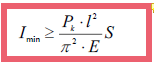 I_min ≥ (P_k · l²) / (π² · E) S